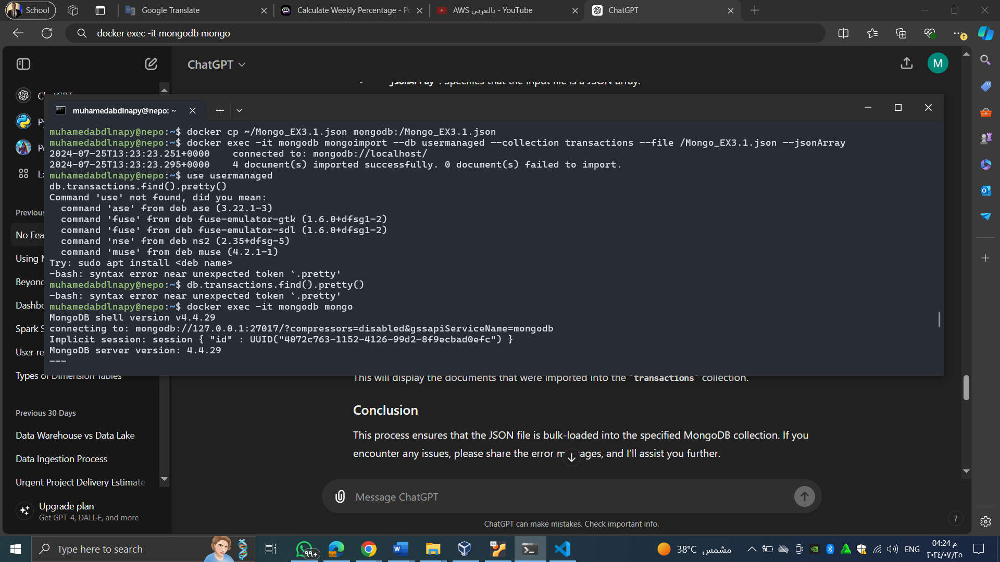 School
Google Translate
Calculate Weekly Percentage - Po
AWS بالعربي - YouTube
ChatGPT
docker exec -it mongodb mongo
ChatGPT
M
jsonArray : Specifies that the input file is a JSON array.
ChatGPT
muhamedabdlnapy@nepo: ~
muhamedabdlnapy@nepo:~$ docker cp ~/Mongo_EX3.1.json mongodb:/Mongo_EX3.1.json
muhamedabdlnapy@nepo:~$ docker exec -it mongodb mongoimport --db usermanaged --collection transactions --file /Mongo_EX3.1.json --jsonArray
2024-07-25T13:23:23.251+0000    connected to: mongodb://localhost/
2024-07-25T13:23:23.295+0000    4 document(s) imported successfully. 0 document(s) failed to import.
muhamedabdlnapy@nepo:~$ use usermanaged
db.transactions.find().pretty()
Command 'use' not found, did you mean:
  command 'ase' from deb ase (3.22.1-3)
  command 'fuse' from deb fuse-emulator-gtk (1.6.0+dfsg1-2)
  command 'fuse' from deb fuse-emulator-sdl (1.6.0+dfsg1-2)
  command 'nse' from deb ns2 (2.35+dfsg-5)
  command 'muse' from deb muse (4.2.1-1)
Try: sudo apt install <deb name>
-bash: syntax error near unexpected token `.pretty'
muhamedabdlnapy@nepo:~$ db.transactions.find().pretty()
-bash: syntax error near unexpected token `.pretty'
muhamedabdlnapy@nepo:~$ docker exec -it mongodb mongo
MongoDB shell version v4.4.29
connecting to: mongodb://127.0.0.1:27017/?compressors=disabled&gssapiServiceName=mongodb
Implicit session: session { "id" : UUID("4072c763-1152-4126-99d2-8f9ecbad0efc") }
MongoDB server version: 4.4.29
---
Py
Po
Ex
Previous
No Fea
Using M
Beyond
Dashbo
Spark S
User re
Types of Dimension Tables
Previous 30 Days
Data Warehouse vs Data Lake
Data Ingestion Process
Urgent Project Delivery Estimate
Upgrade plan
Get GPT-4, DALL·E, and more
This will display the documents that were imported into the `transactions` collection.
Conclusion
This process ensures that the JSON file is bulk-loaded into the specified MongoDB collection. If you
encounter any issues, please share the error messages, and I'll assist you further.
Message ChatGPT
ChatGPT can make mistakes. Check important info.
?
Type here to search
٩٩+
64
38°C مشمس
ENG
04:24 م
٢٠٢٤/٠٧/٢٥